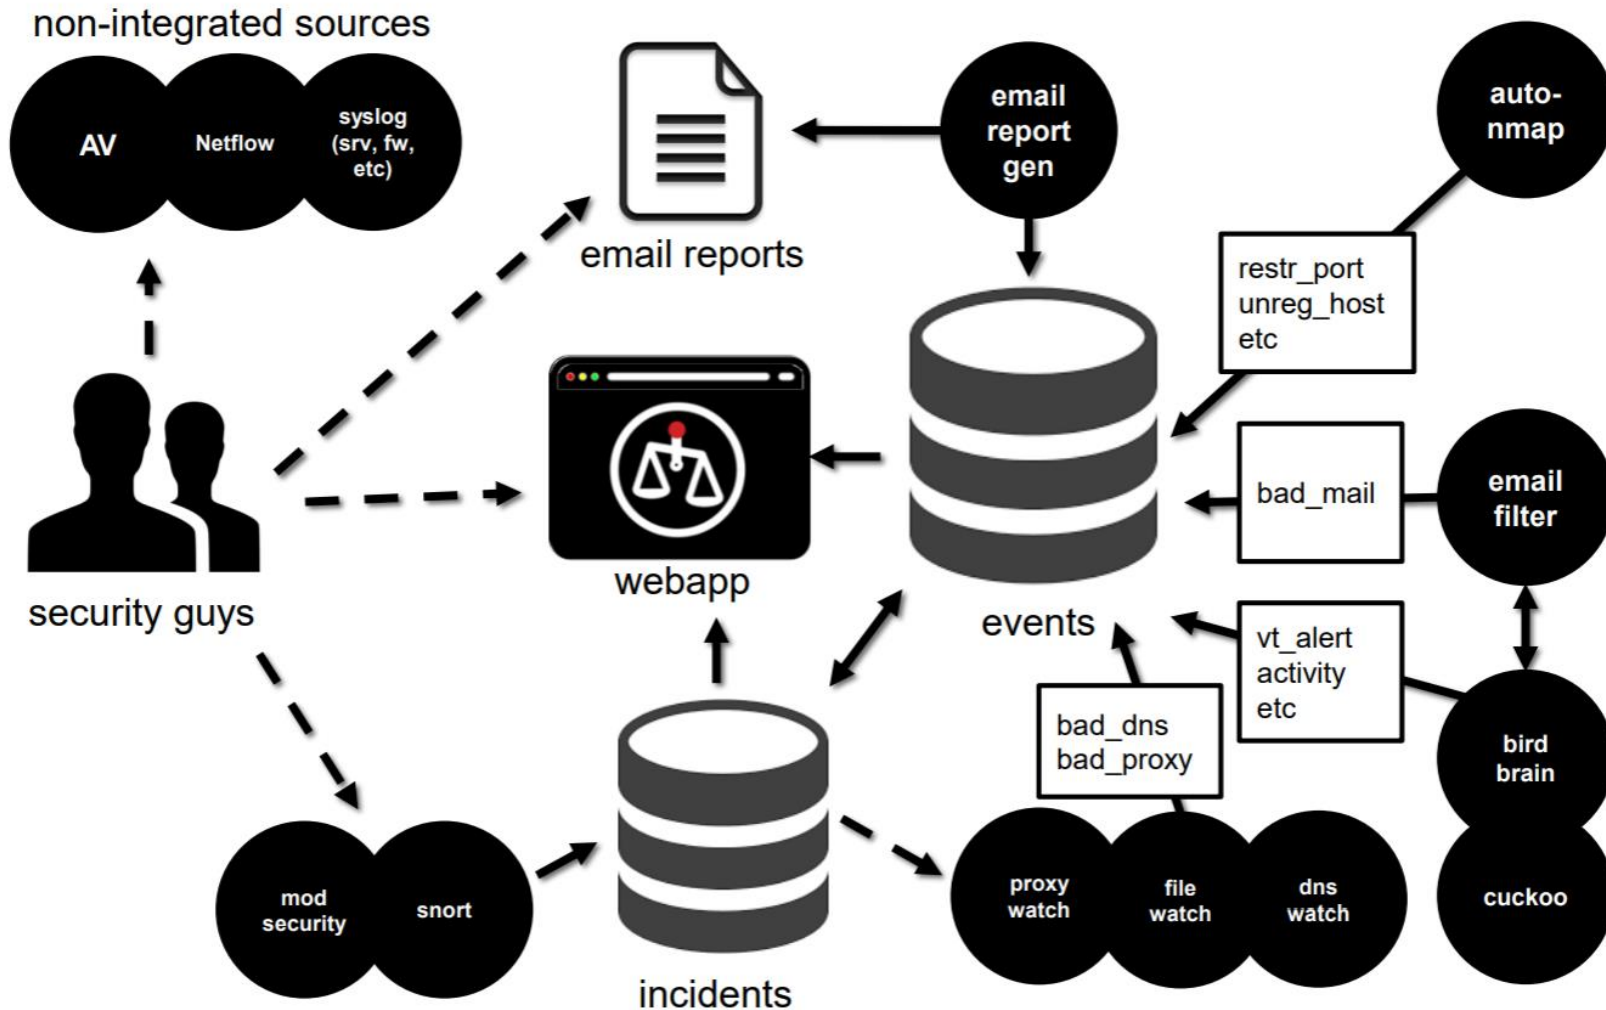 non-integrated sources
AV
Netflow
syslog
(srv, fw,
etc)
email reports
email
report
gen
auto-
nmap
restr_port
unreg_host
etc
security guys
webapp
events
bad_mail
email
filter
vt_alert
activity
etc
bad_dns
bad_proxy
bird
brain
mod
security
snort
incidents
proxy
watch
file
watch
dns
watch
cuckoo